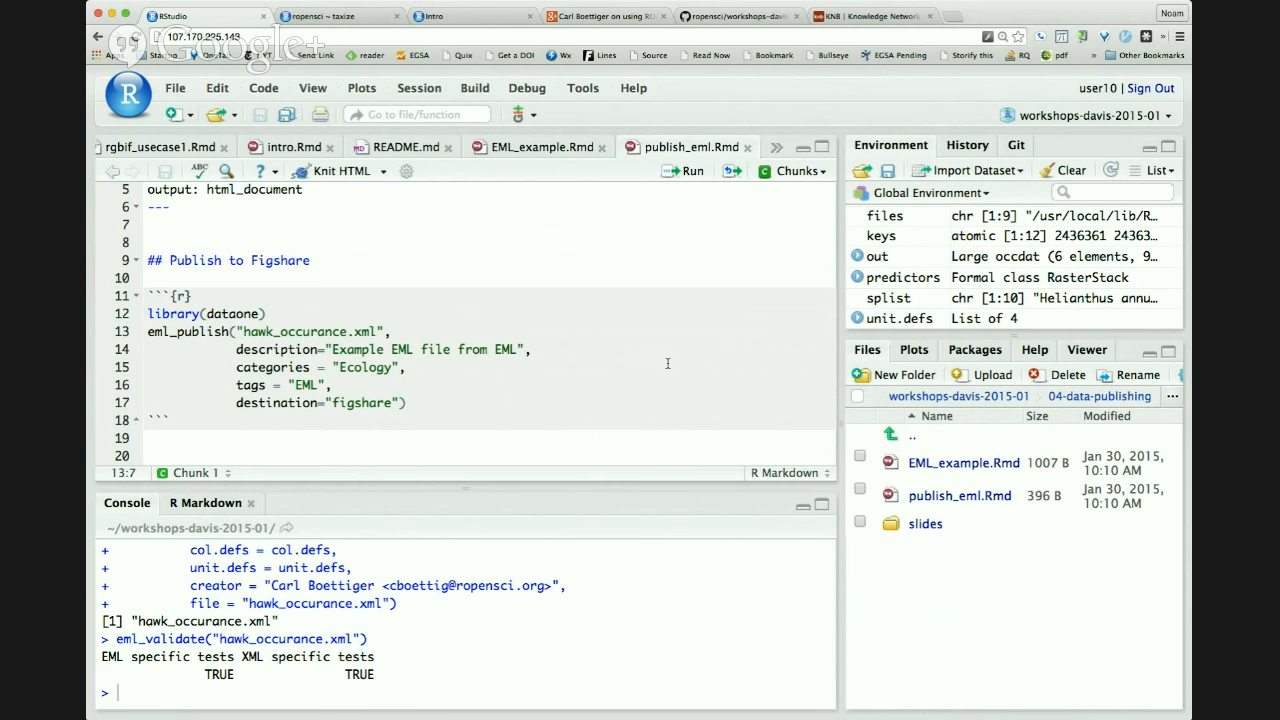 RStudio
ropensci ~ taxize
Intro
Carl Boettiger on using RO
ropensci/workshops-davis
KNB | Knowledge Network
Noam
107.170.225.143
Google+
Apps
Send Link
reader
EGSA
Quix
Get a DOI
Wx
Lines
Source
Read Now
Bookmark
Bullseye
EGSA Pending
Storify this
RQ
pdf
»
Other Bookmarks
R
File Edit Code View Plots Session Build Debug Tools Help
user10 | Sign Out
Go to file/function
workshops-davis-2015-01
rgbif_usecase1.Rmd
intro.Rmd
README.md
EML_example.Rmd
publish_eml.Rmd
»
ABC
?
Knit HTML
Run
Chunks
5 output: html_document
6 ---
7
8
9 ## Publish to Figshare
10
11 ```{r}
12 library(dataone)
13 eml_publish("hawk_occurance.xml",
14 description="Example EML file from EML",
15 categories = "Ecology",
16 tags = "EML",
17 destination="figshare")
18 ```
19
20
13:7
Chunk 1
R Markdown
Console
R Markdown
~/workshops-davis-2015-01/
+ col.defs = col.defs,
+ unit.defs = unit.defs,
+ creator = "Carl Boettiger <cboettig@ropensci.org>",
+ file = "hawk_occurance.xml")
[1] "hawk_occurance.xml"
> eml_validate("hawk_occurance.xml")
EML specific tests XML specific tests
TRUE TRUE
>
Environment
History
Git
Import Dataset
Clear
List
Global Environment
files chr [1:9] "/usr/local/lib/R…
keys atomic [1:12] 2436361 24363…
out Large occdat (6 elements, 9…
predictors Formal class RasterStack
splist chr [1:10] "Helianthus annu…
unit.defs List of 4
Files
Plots
Packages
Help
Viewer
New Folder
Upload
Delete
Rename
workshops-davis-2015-01
04-data-publishing
...
Name Size Modified
..
EML_example.Rmd 1007 B Jan 30, 2015, 10:10 AM
publish_eml.Rmd 396 B Jan 30, 2015, 10:10 AM
slides